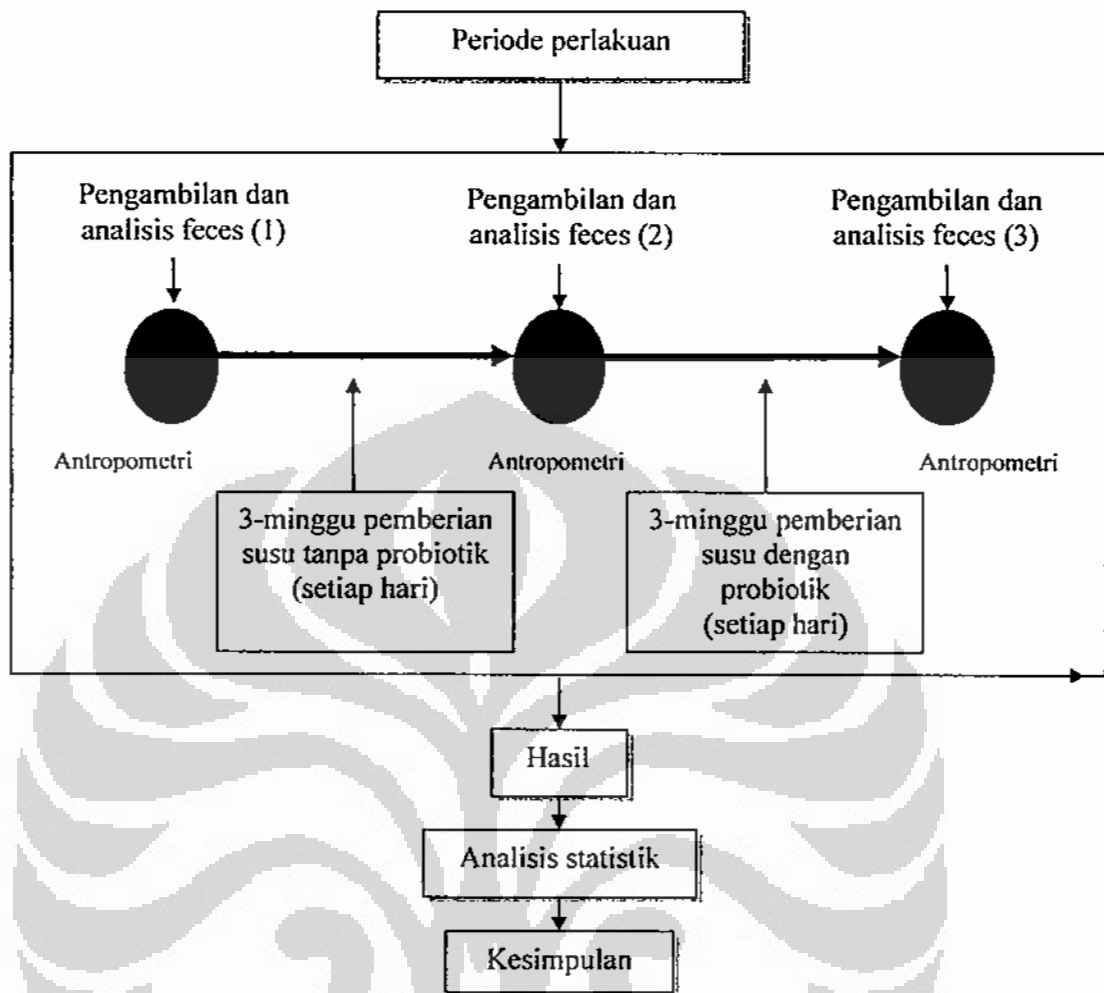 Periode perlakuan
Pengambilan dan
analisis feces (1)
Pengambilan dan
analisis feces (2)
Pengambilan dan
analisis feces (3)
Antropometri
Antropometri
Antropometri
3-minggu pemberian
susu tanpa probiotik
(setiap hari)
3-minggu pemberian
susu dengan
probiotik
(setiap hari)
Hasil
Analisis statistik
Kesimpulan